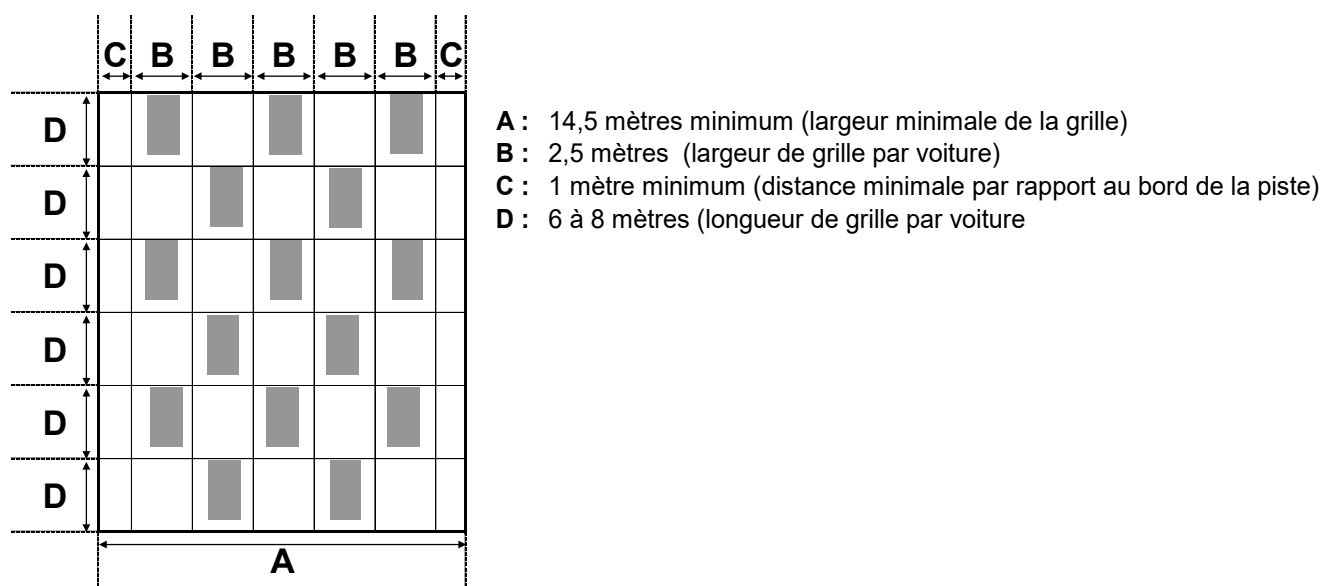 C B B B B B C
D
D
D
D
D
D
A
A : 14,5 mètres minimum (largeur minimale de la grille)
B : 2,5 mètres (largeur de grille par voiture)
C : 1 mètre minimum (distance minimale par rapport au bord de la piste)
D : 6 à 8 mètres (longueur de grille par voiture